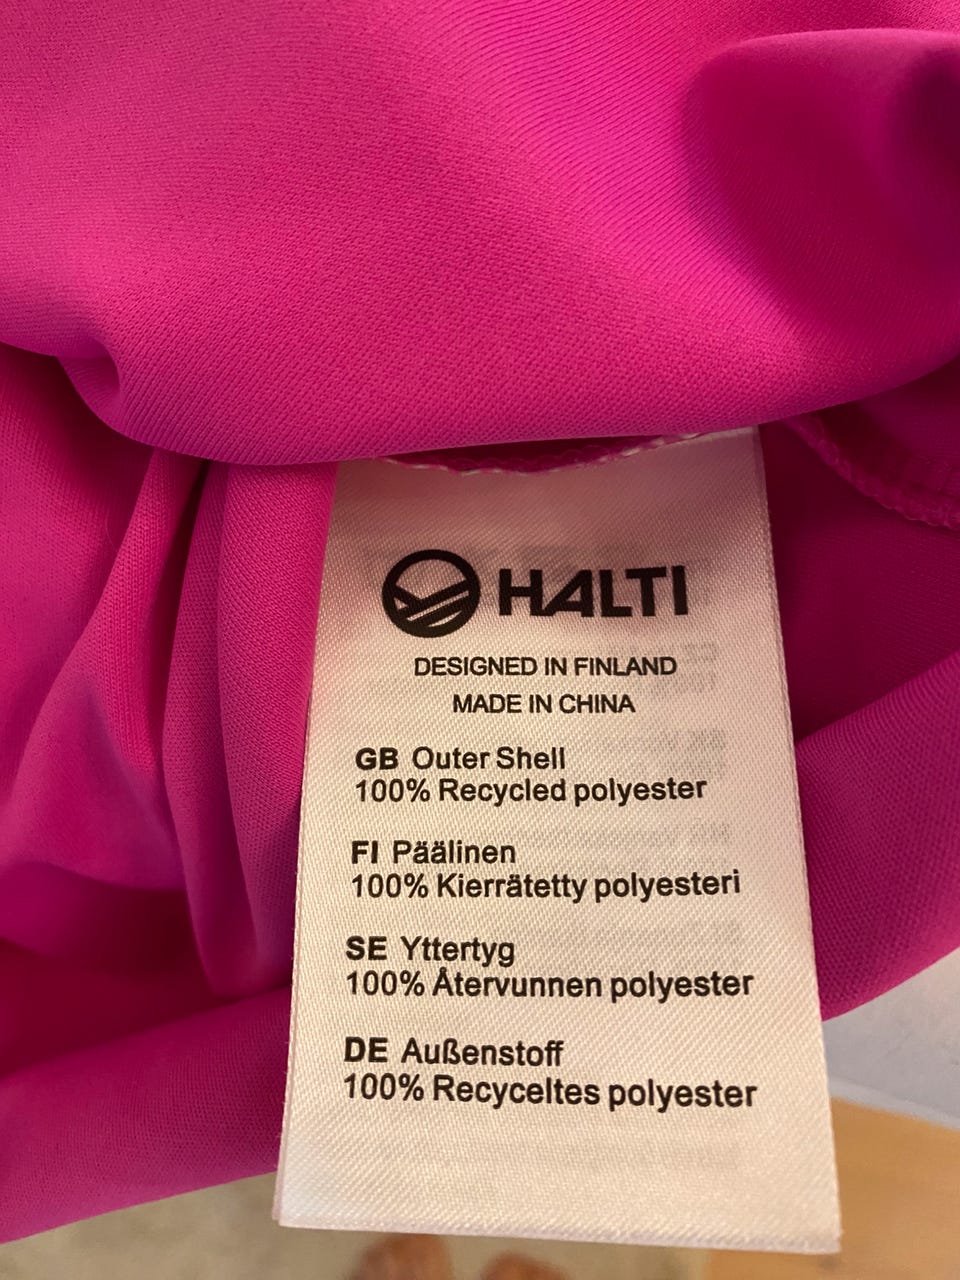 HALTI
DESIGNED IN FINLAND
MADE IN CHINA
GB Outer Shell
100% Recycled polyester
FI Päälinen
100% Kierrätetty polyesteri
SE Yttertyg
100% Återvunnen polyester
DE Außenstoff
100% Recyceltes polyester